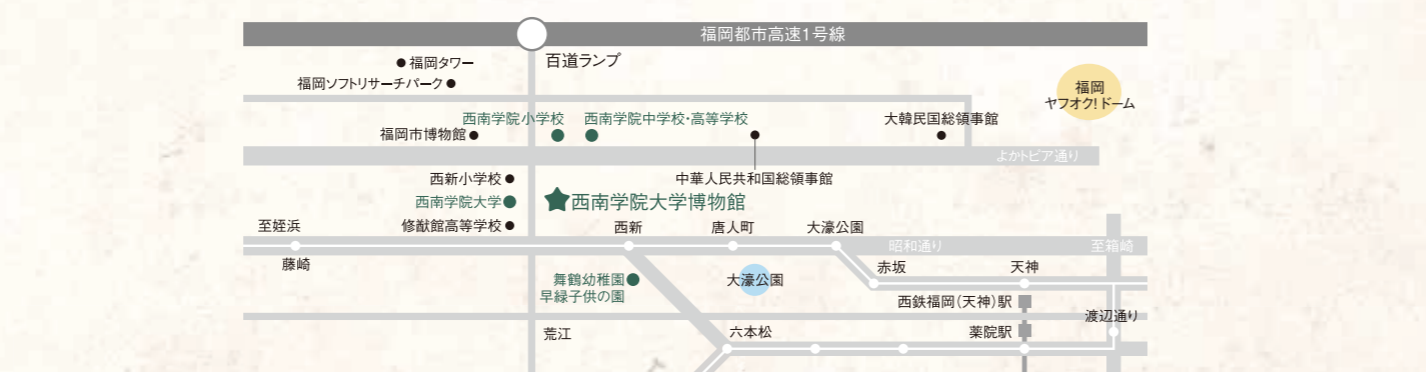 福岡都市高速1号線
百道ランプ
福岡タワー
福岡ソフトリサーチパーク
福岡
ヤフオク!ドーム
西南学院小学校
西南学院中学校・高等学校
大韓民国総領事館
福岡市博物館
よかトピア通り
西新小学校
中華人民共和国総領事館
西南学院大学
西南学院大学博物館
至姪浜
修猷館高等学校
西新
唐人町
大濠公園
昭和通り
至箱崎
藤崎
赤坂
天神
舞鶴幼稚園
早緑子供の園
大濠公園
西鉄福岡(天神)駅
渡辺通り
荒江
六本松
薬院駅